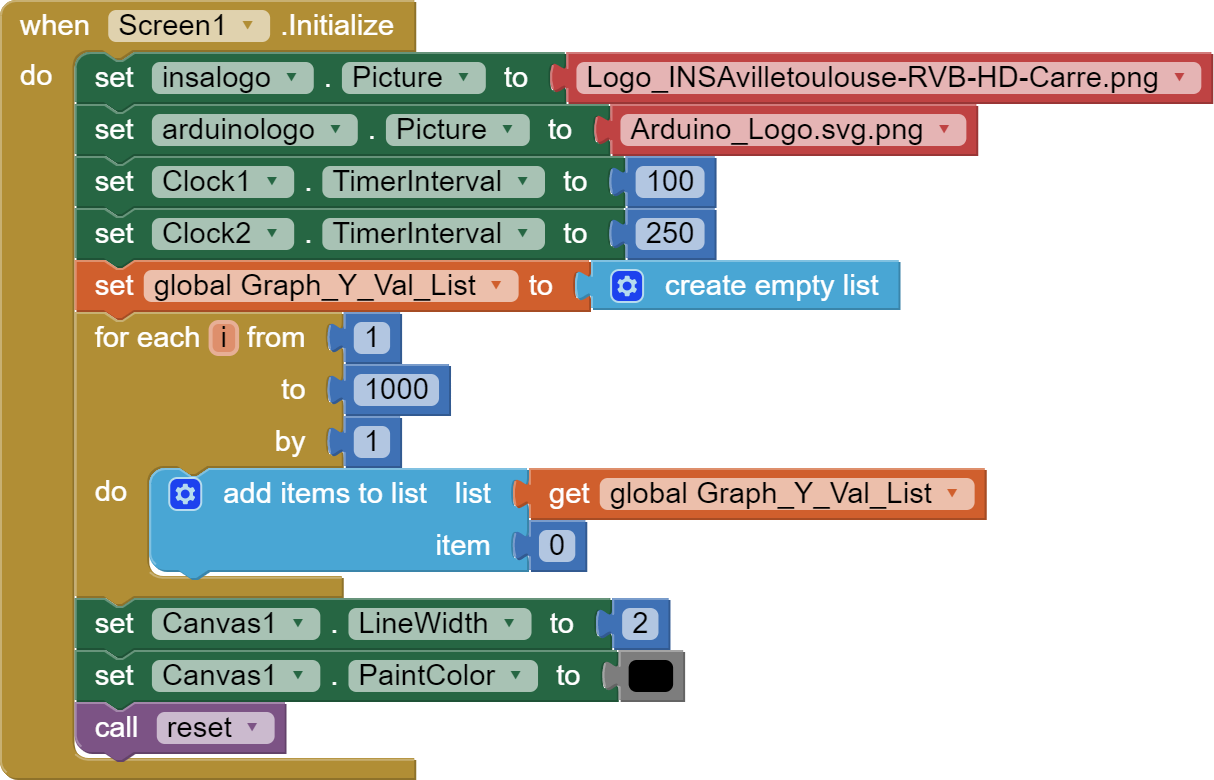 when Screen1 .Initialize
do set insalogo . Picture to Logo_INSAvilletoulouse-RVB-HD-Carre.png
set arduinologo . Picture to Arduino_Logo.svg.png
set Clock1 . TimerInterval to 100
set Clock2 . TimerInterval to 250
set global Graph_Y_Val_List to create empty list
for each i from 1
to 1000
by 1
do add items to list list get global Graph_Y_Val_List
item 0
set Canvas1 . LineWidth to 2
set Canvas1 . PaintColor to
call reset